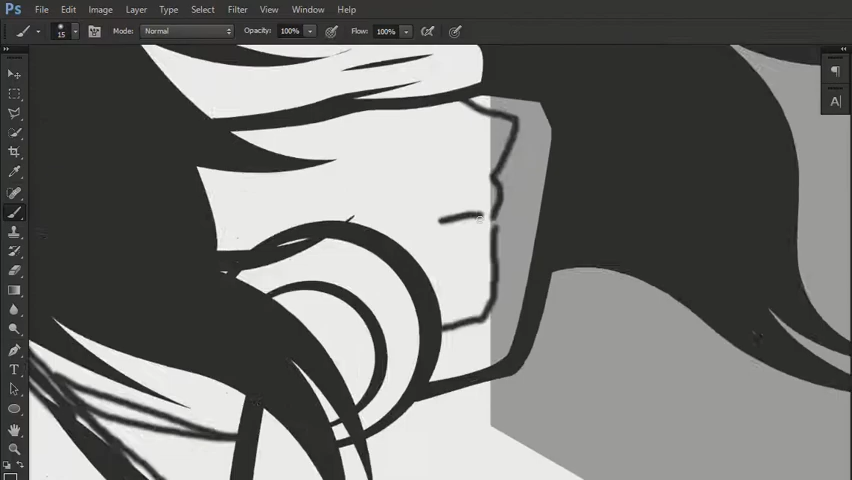 Ps File Edit Image Layer Type Select Filter View Window Help
15 Mode: Normal Opacity: 100% Flow: 100%
A
T